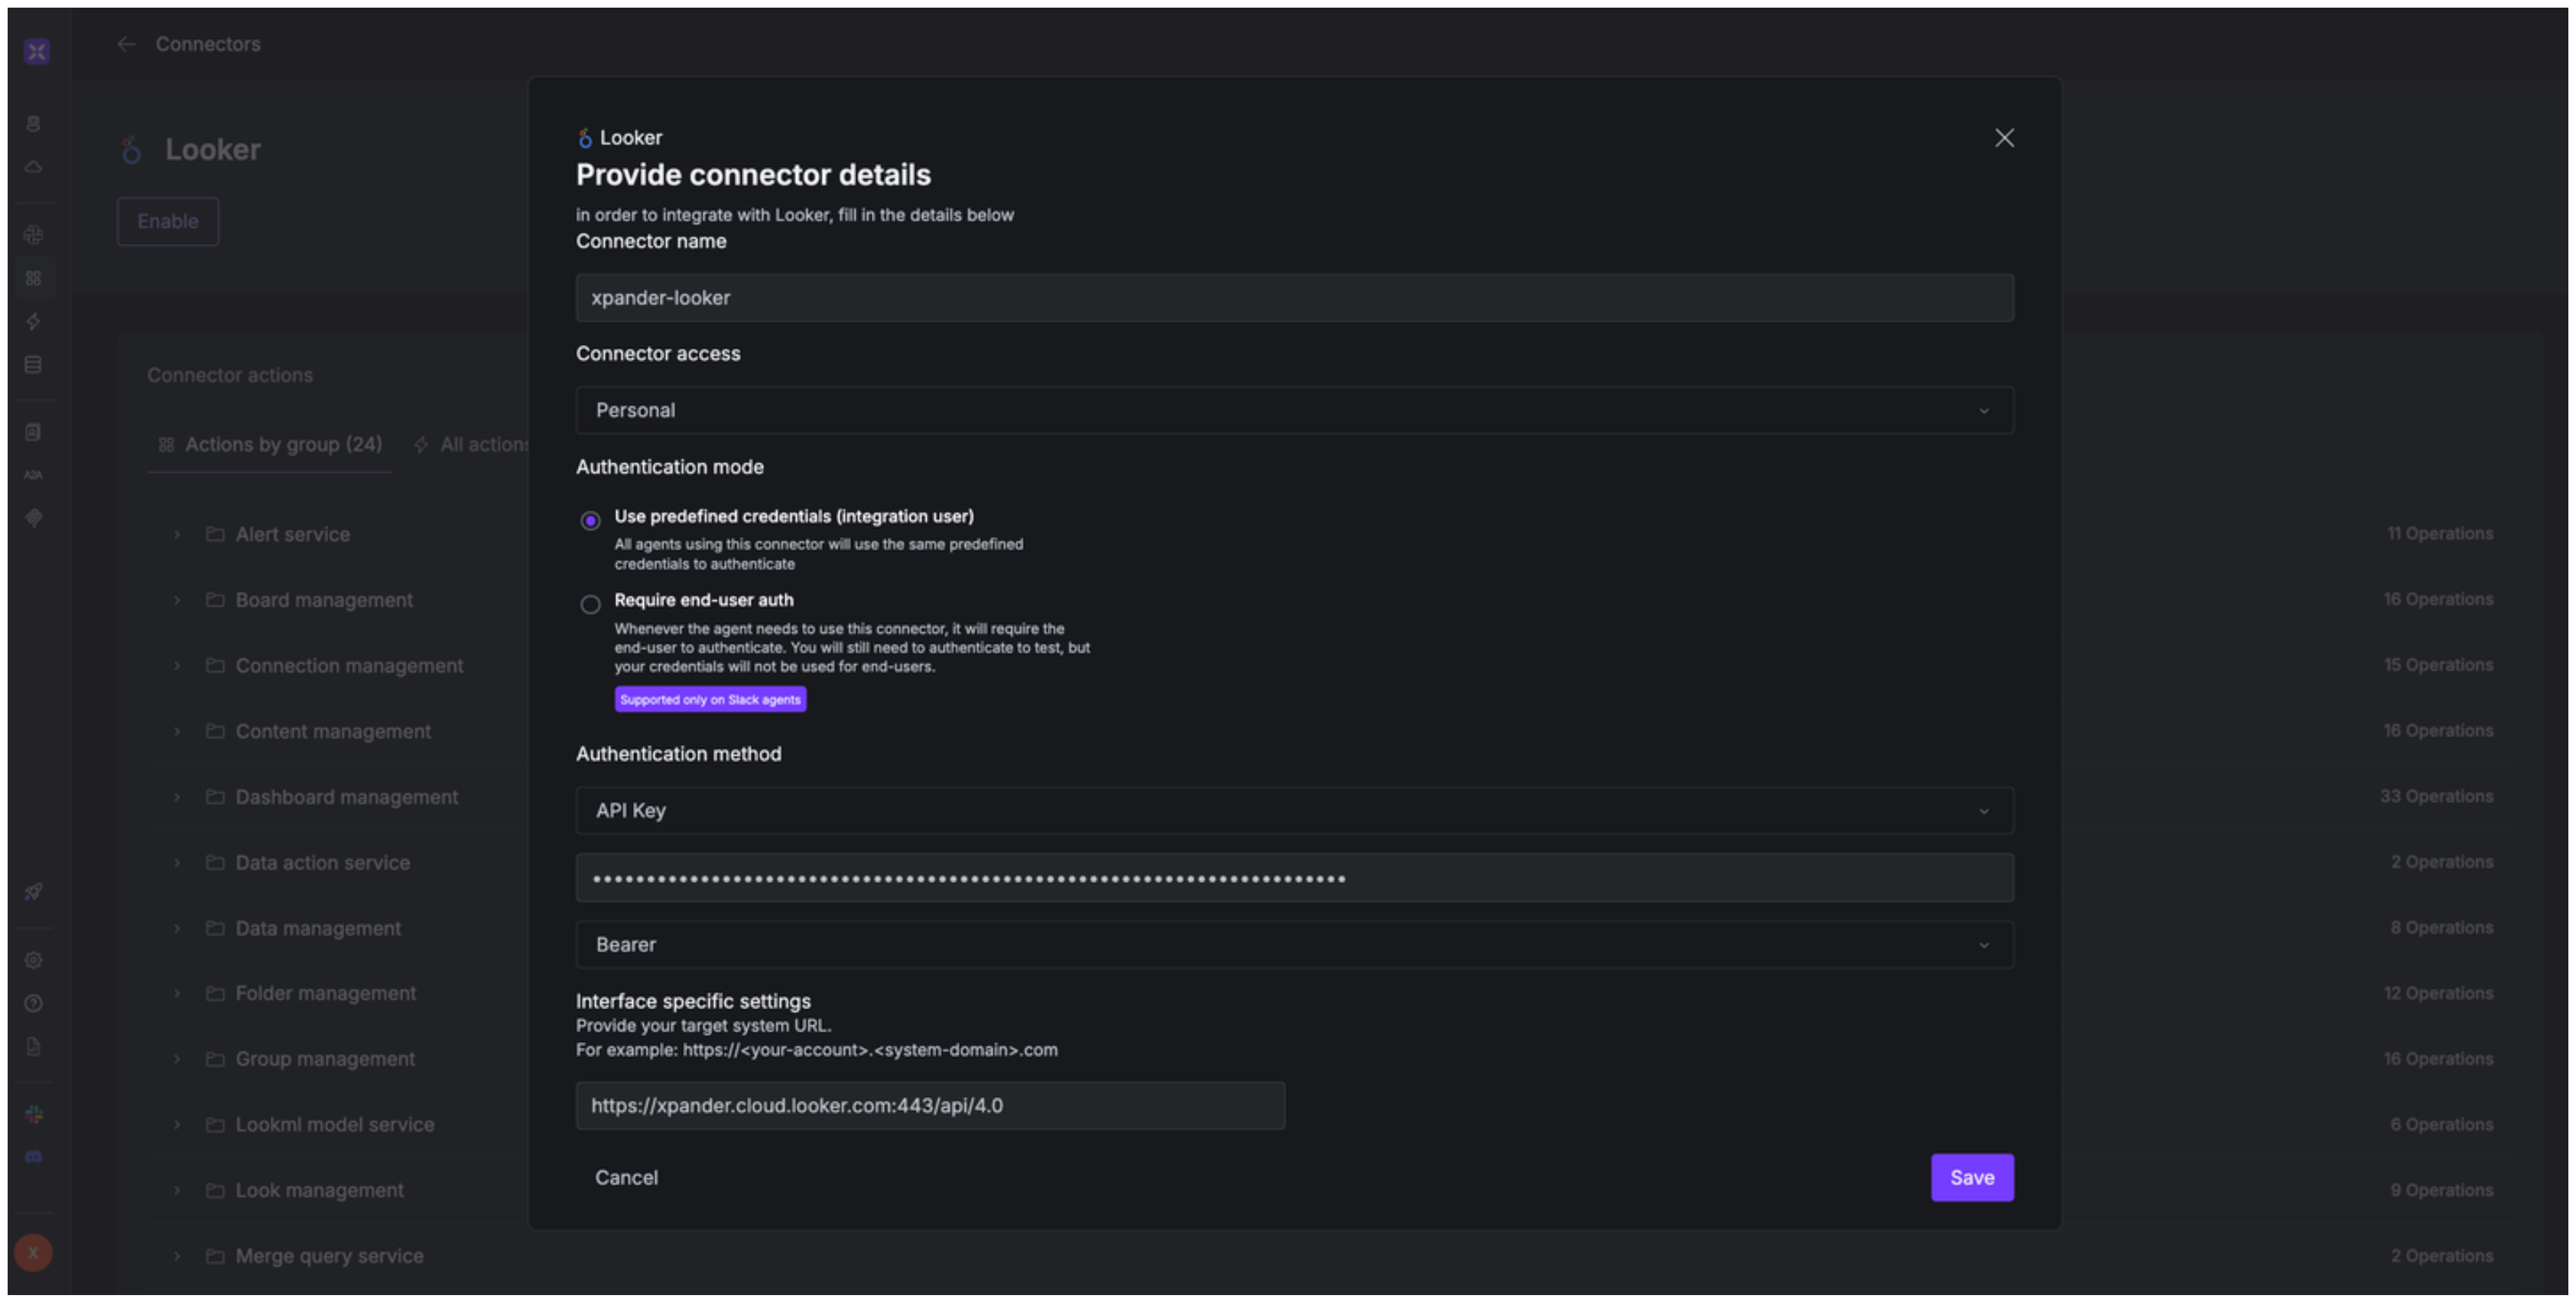 Connectors
Looker
Enable
Connector actions
Actions by group (24)
All actions
Alert service
11 Operations
Board management
16 Operations
Connection management
15 Operations
Content management
16 Operations
Dashboard management
33 Operations
Data action service
2 Operations
Data management
8 Operations
Folder management
12 Operations
Group management
16 Operations
Lookml model service
6 Operations
Look management
9 Operations
Merge query service
2 Operations
A2A
X
Looker
Provide connector details
in order to integrate with Looker, fill in the details below
Connector name
xpander-looker
Connector access
Personal
Authentication mode
Use predefined credentials (integration user)
All agents using this connector will use the same predefined
credentials to authenticate
Require end-user auth
Whenever the agent needs to use this connector, it will require the
end-user to authenticate. You will still need to authenticate to test, but
your credentials will not be used for end-users.
Supported only on Slack agents
Authentication method
API Key
Bearer
Interface specific settings
Provide your target system URL.
For example: https://<your-account>.<system-domain>.com
https://xpander.cloud.looker.com:443/api/4.0
Cancel
Save